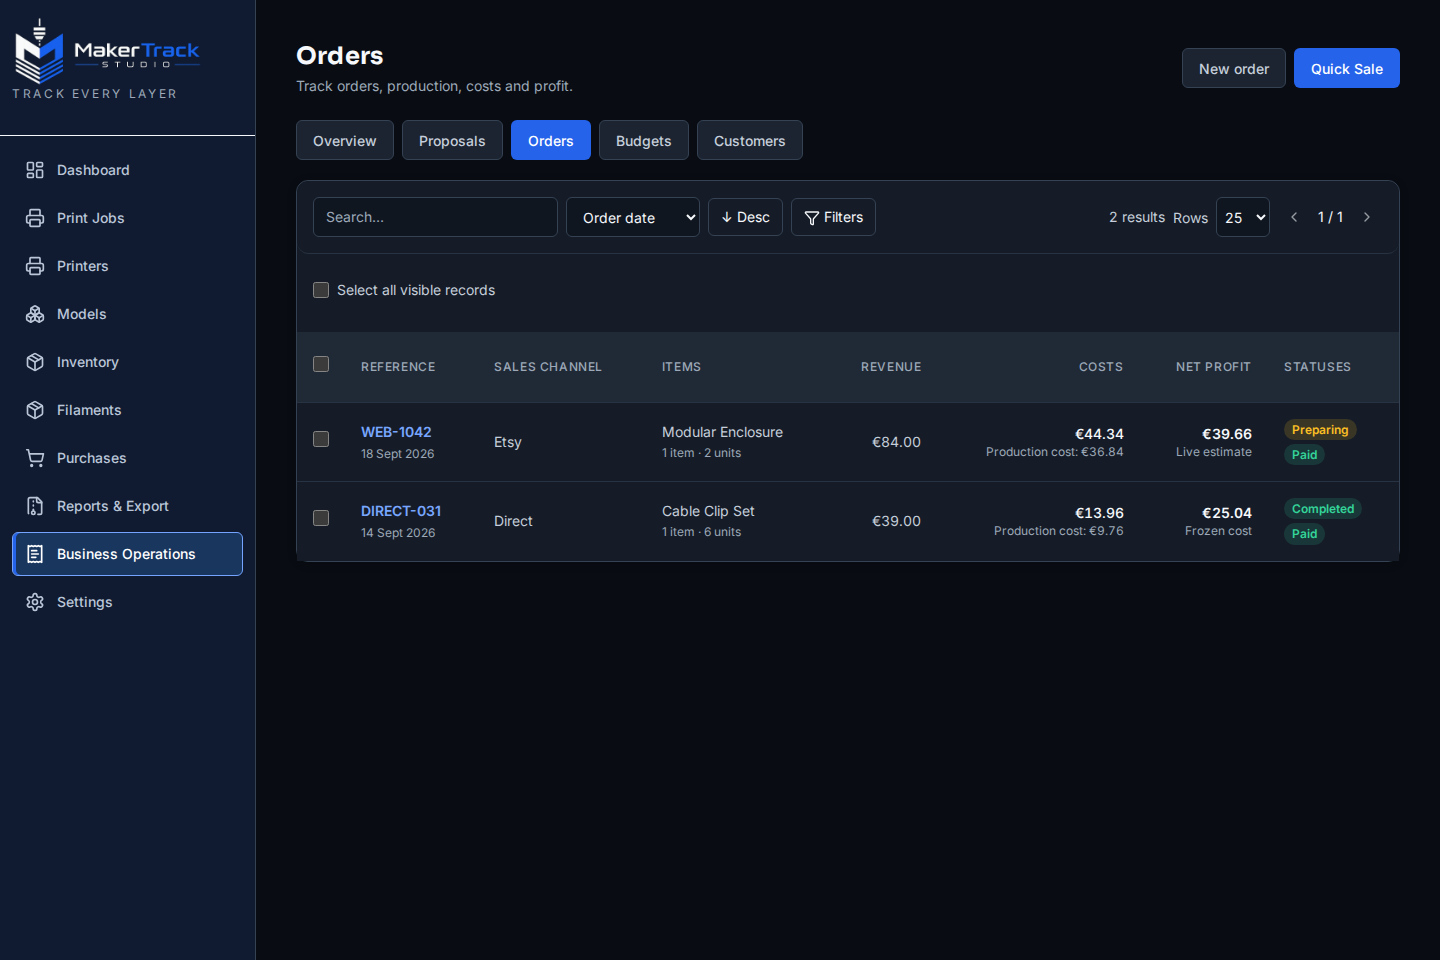 MakerTrack
STUDIO
TRACK EVERY LAYER
Dashboard
Print Jobs
Printers
Models
Inventory
Filaments
Purchases
Reports & Export
Business Operations
Settings
Orders
Track orders, production, costs and profit.
New order
Quick Sale
Overview
Proposals
Orders
Budgets
Customers
Search...
Order date
↓ Desc
Filters
2 results
Rows
25
1 / 1
Select all visible records
REFERENCE SALES CHANNEL ITEMS REVENUE COSTS NET PROFIT STATUSES
WEB-1042
18 Sept 2026
Etsy
Modular Enclosure
1 item · 2 units
€84.00
€44.34
Production cost: €36.84
€39.66
Live estimate
Preparing
Paid
DIRECT-031
14 Sept 2026
Direct
Cable Clip Set
1 item · 6 units
€39.00
€13.96
Production cost: €9.76
€25.04
Frozen cost
Completed
Paid